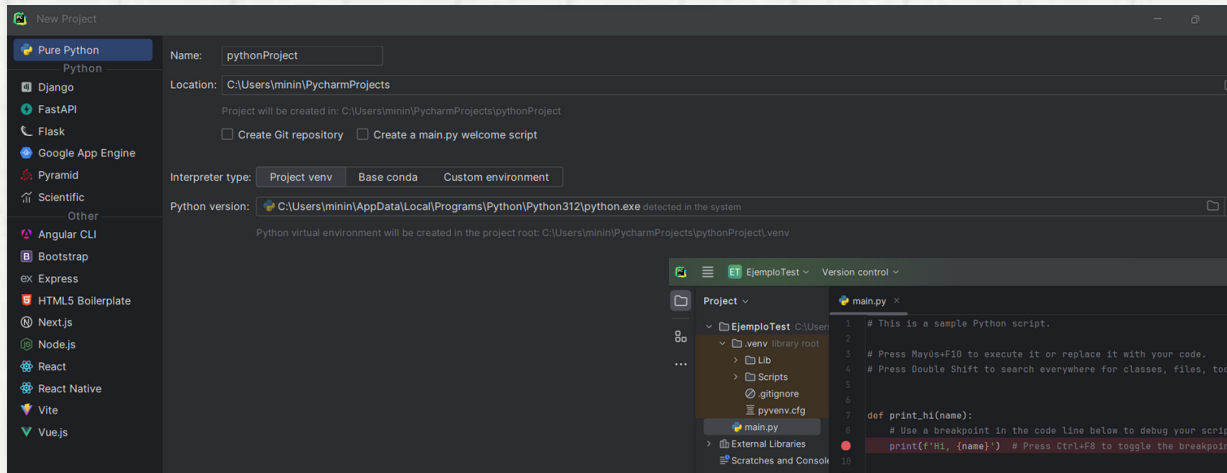 New Project
Pure Python
Python
Django
FastAPI
Flask
Google App Engine
Pyramid
Scientific
Other
Angular CLI
Bootstrap
ex Express
HTML5 Boilerplate
Next.js
Node.js
React
React Native
Vite
Vue.js
Name: pythonProject
Location: C:\Users\minin\PycharmProjects
Project will be created in: C:\Users\minin\PycharmProjects\pythonProject
Create Git repository Create a main.py welcome script
Interpreter type: Project venv Base conda Custom environment
Python version: C:\Users\minin\AppData\Local\Programs\Python\Python312\python.exe detected in the system
Python virtual environment will be created in the project root: C:\Users\minin\PycharmProjects\pythonProject\.venv
ET EjemploTest Version control
Project
EjemploTest C:\User
.venv library root
Lib
Scripts
.gitignore
pyvenv.cfg
main.py
External Libraries
Scratches and Consol
main.py
1 # This is a sample Python script.
2
3 # Press Mayús+F10 to execute it or replace it with your code.
4 # Press Double Shift to search everywhere for classes, files, too
5
6
7 def print_hi(name):
8 # Use a breakpoint in the code line below to debug your scrip
print(f'Hi, {name}') # Press Ctrl+F8 to toggle the breakpoin
10